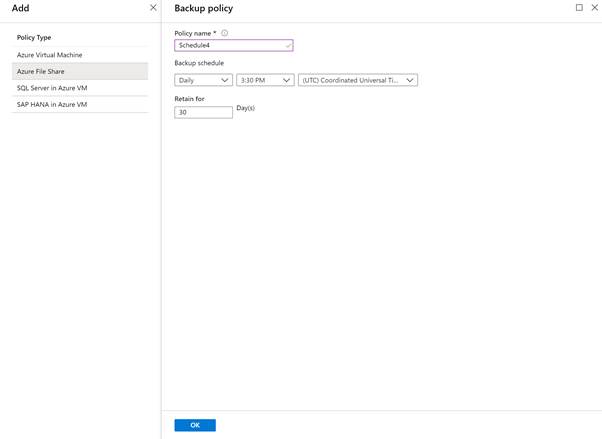 Add
Policy Type
Azure Virtual Machine
Azure File Share
SQL Server in Azure VM
SAP HANA in Azure VM
Backup policy
Policy name *
Schedule4
Backup schedule
Daily 3:30 PM (UTC) Coordinated Universal Ti...
Retain for
30 Day(s)
OK